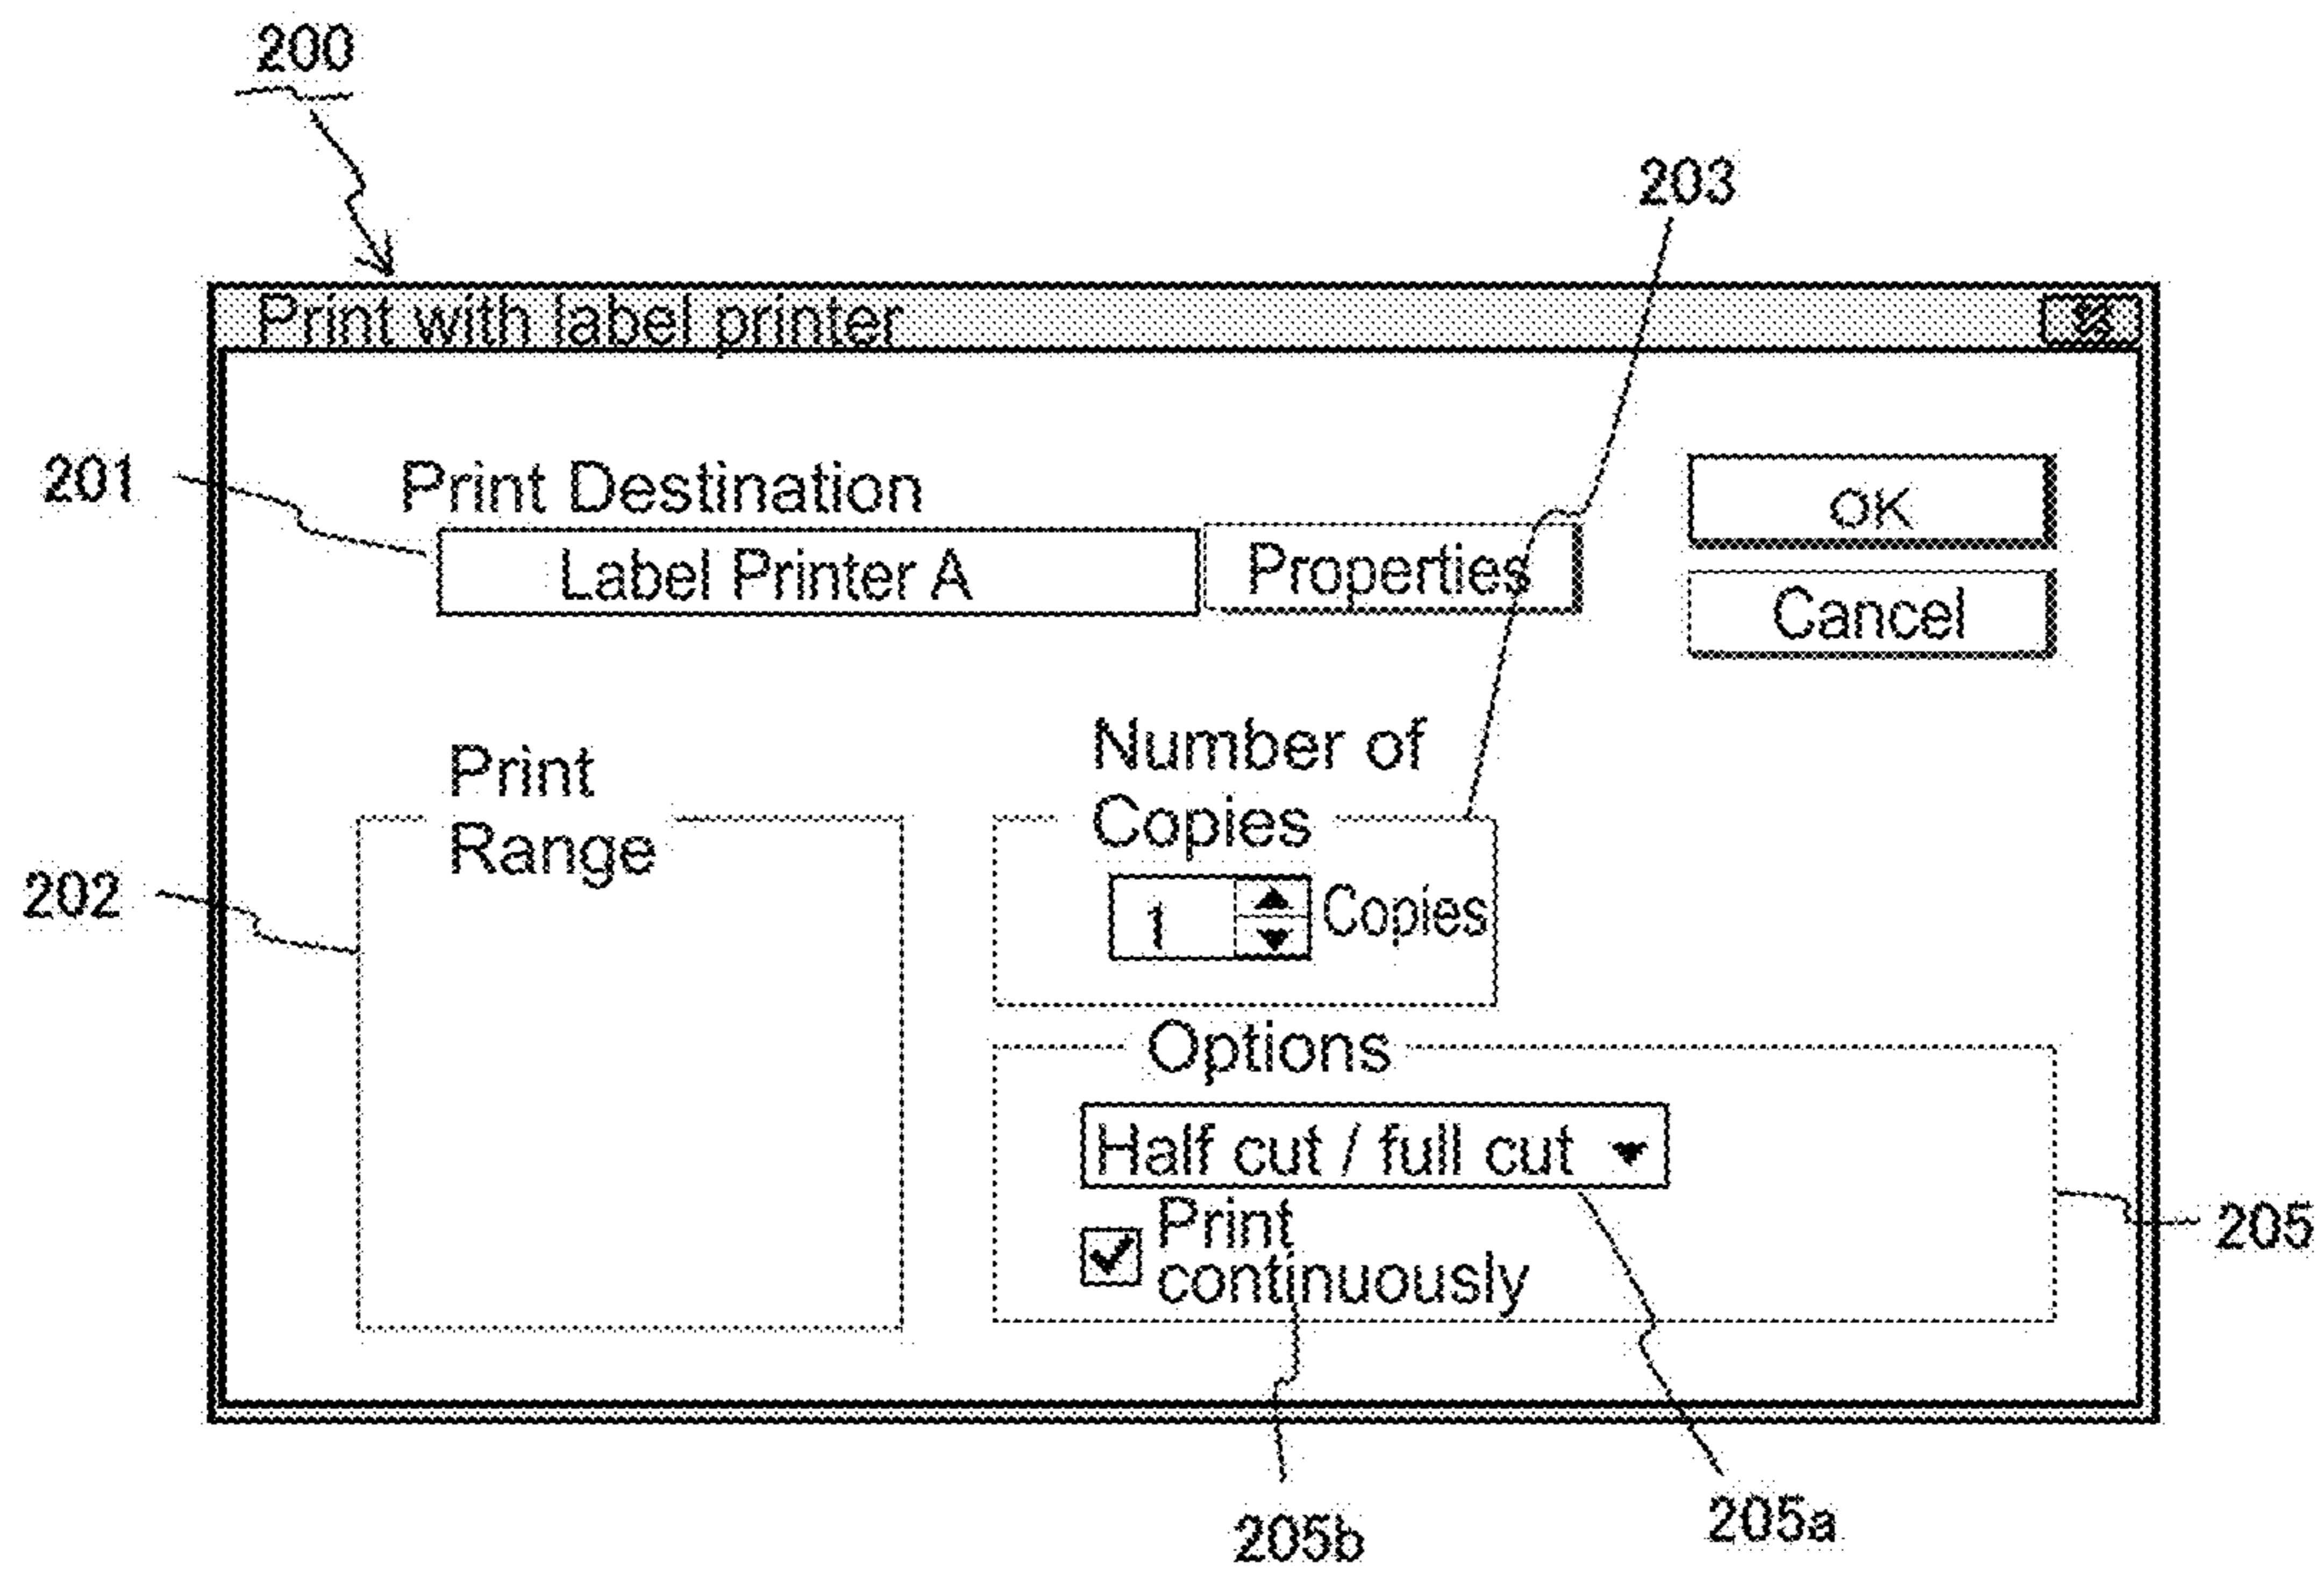 200
203
Print with label printer
201
Print Destination
OK
Label Printer A
Properties
Cancel
Number of
Copies
Print
Range
202
1
Copies
Options
Half cut / full cut
Print
continuously
205
205a
205b